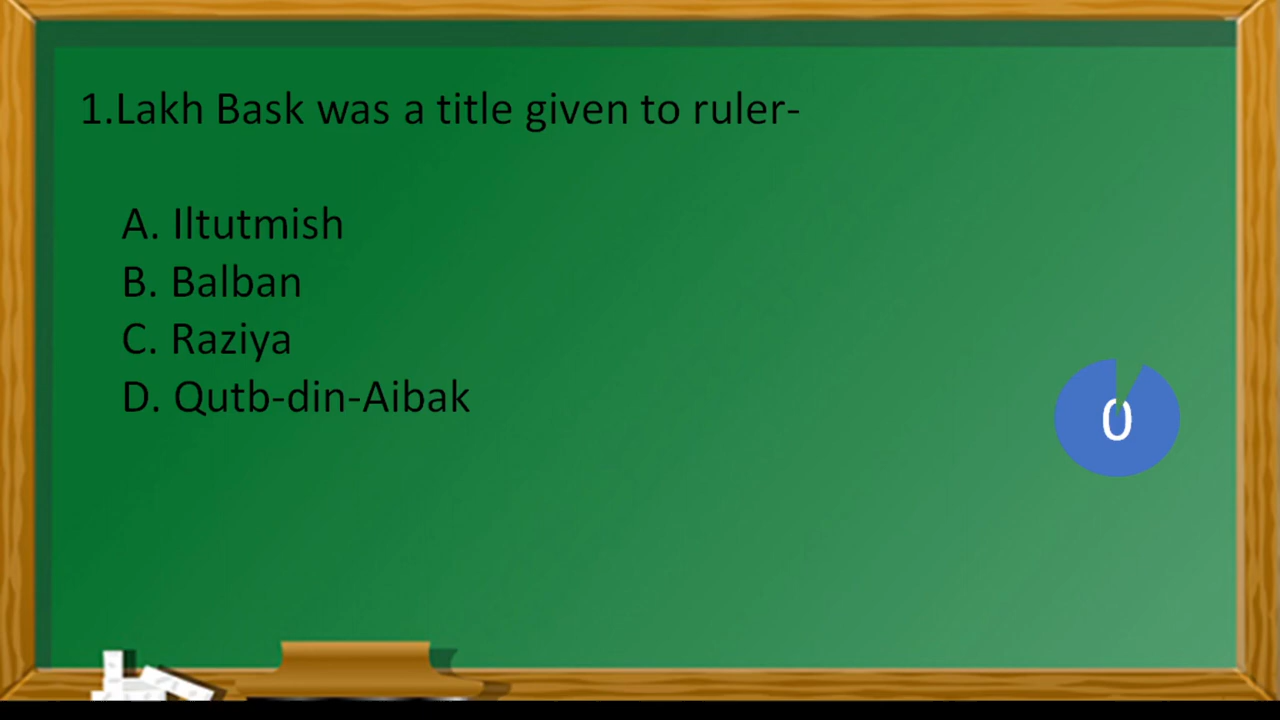 1.Lakh Bask was a title given to ruler-
A. Iltutmish
B. Balban
C. Raziya
D. Qutb-din-Aibak
0